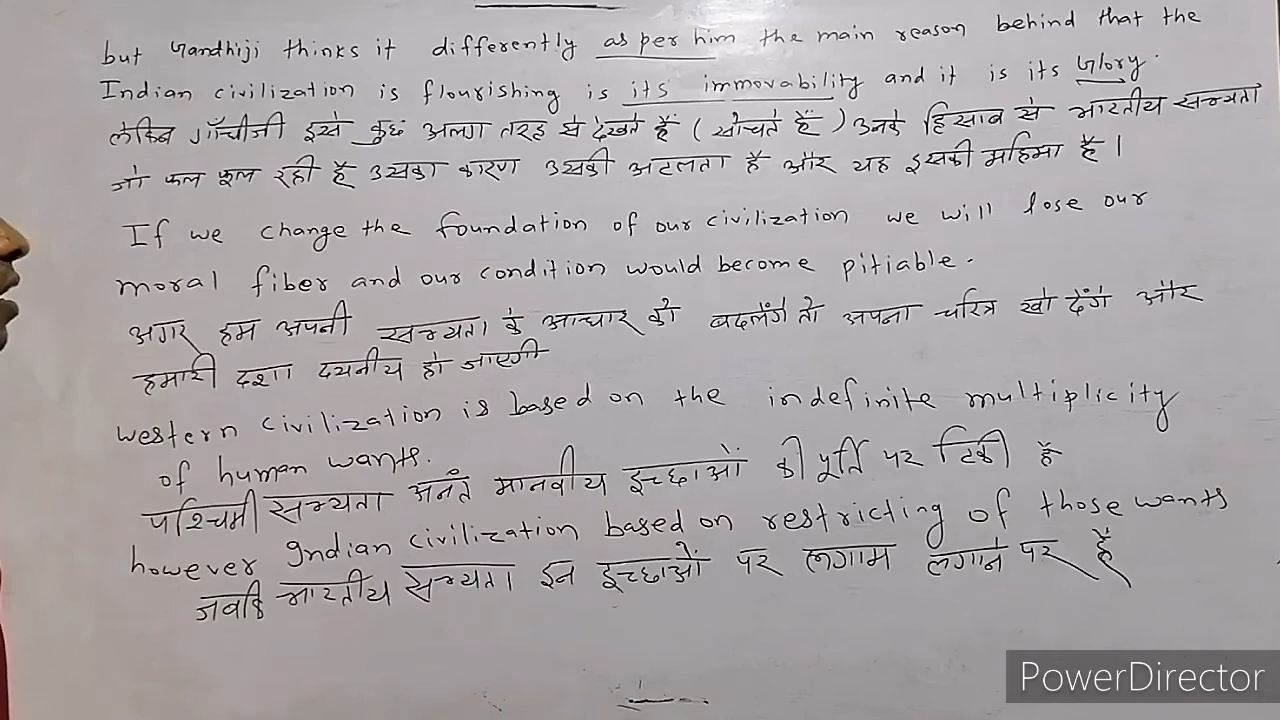 but Gandhiji thinks it differently as per him the main reason behind that the
Indian civilization is flourishing is its immovability and it is its Glory.
लेकिन गाँधीजी इसे कुछ अलग तरह से देखते हैं (सोचते हैं) उनके हिसाब से भारतीय सभ्यता
जो फल फूल रही है उसका कारण उसकी अटलता है और यह इसकी महिमा है।
If we change the foundation of our civilization we will lose our
moral fiber and our condition would become pitiable.
अगर हम अपनी सभ्यता के आधार को बदलेंगे तो अपना चरित्र खो देंगे और
हमारी दशा दयनीय हो जाएगी
western civilization is based on the indefinite multiplicity
of human wants.
पश्चिमी सभ्यता अनंत मानवीय इच्छाओं की पूर्ति पर टिकी है
however Indian civilization based on restricting of those wants
जबकि भारतीय सभ्यता इन इच्छाओं पर लगाम लगाने पर है
PowerDirector